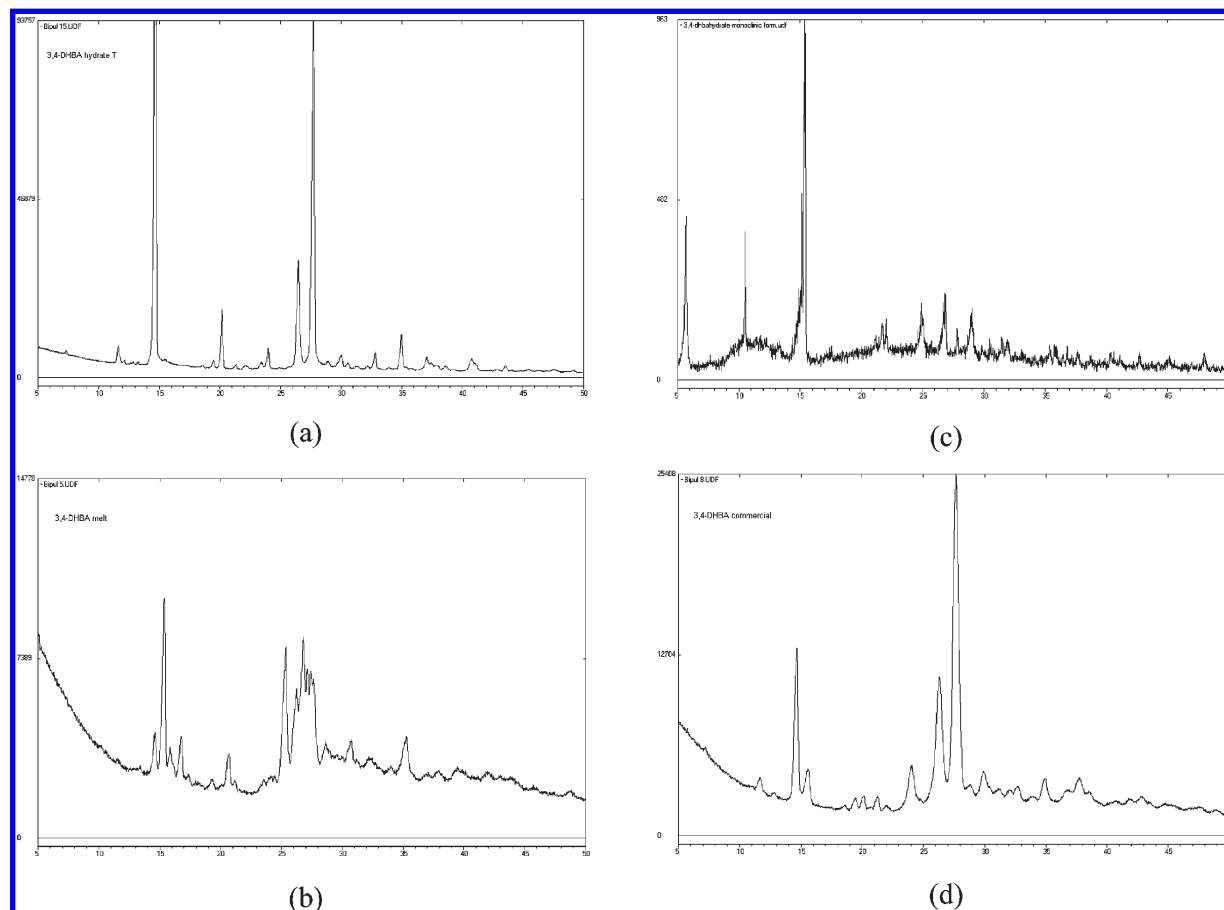 93757
- Bipul 15.UDF
3,4-DHBA hydrate T
46879
0
5 10 15 20 25 30 35 40 45 50
(a)
963
- 3,4-dhbahydrate-monoclinic form.udf
482
0
5 10 15 20 25 30 35 40 45
(c)
14778
- Bipul 5.UDF
3,4-DHBA melt
7389
0
5 10 15 20 25 30 35 40 45 50
(b)
25408
- Bipul 8.UDF
3,4-DHBA commercial
12704
0
5 10 15 20 25 30 35 40 45
(d)